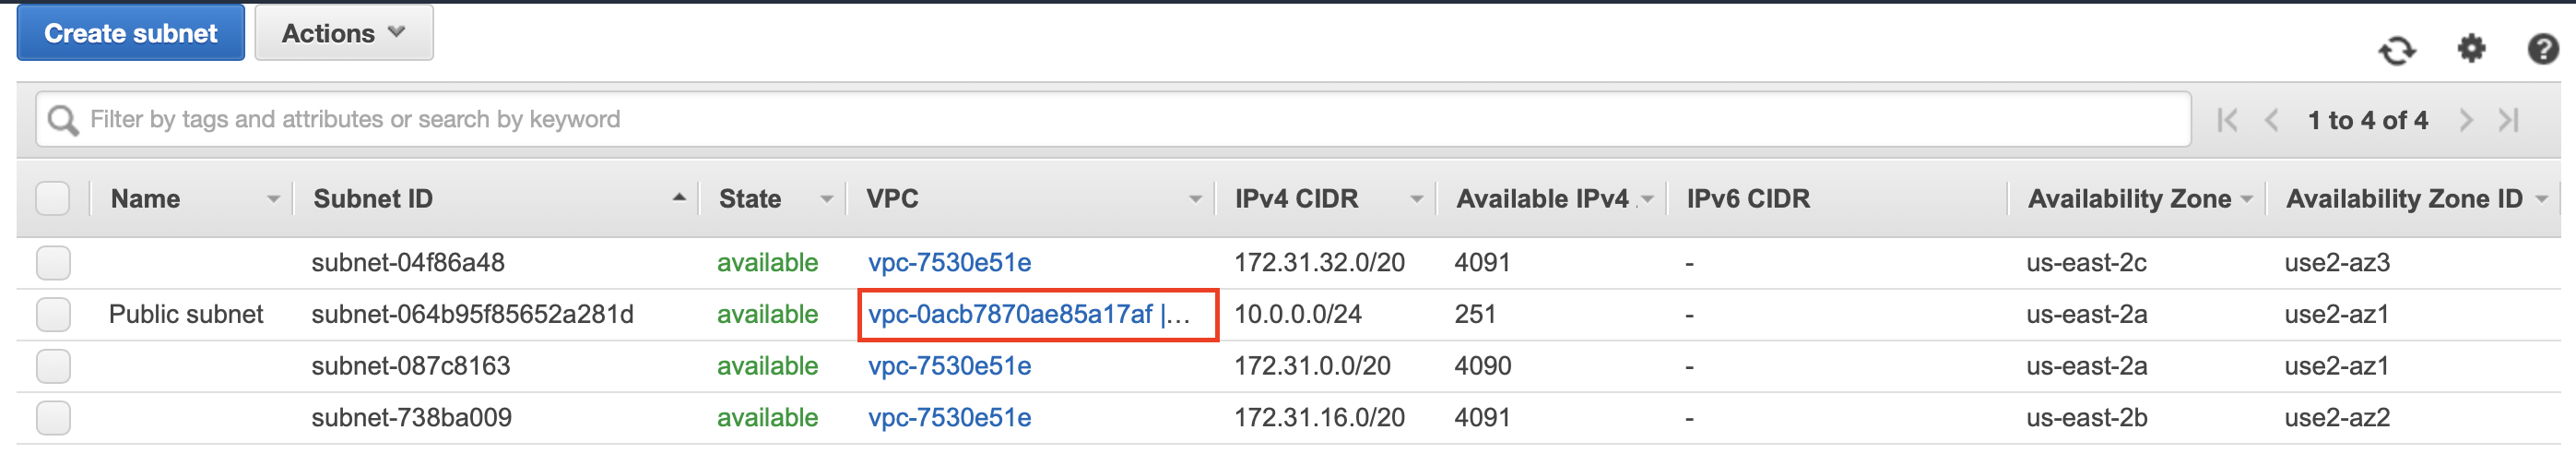 Create subnet Actions
Filter by tags and attributes or search by keyword 1 to 4 of 4
Name Subnet ID State VPC IPv4 CIDR Available IPv4 IPv6 CIDR Availability Zone Availability Zone ID
subnet-04f86a48 available vpc-7530e51e 172.31.32.0/20 4091 - us-east-2c use2-az3
Public subnet subnet-064b95f85652a281d available vpc-0acb7870ae85a17af |... 10.0.0.0/24 251 - us-east-2a use2-az1
subnet-087c8163 available vpc-7530e51e 172.31.0.0/20 4090 - us-east-2a use2-az1
subnet-738ba009 available vpc-7530e51e 172.31.16.0/20 4091 - us-east-2b use2-az2